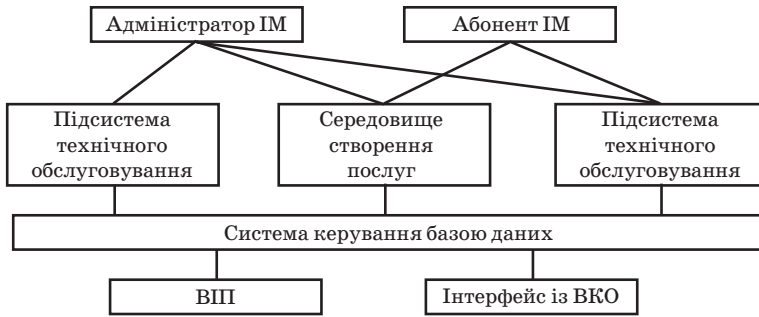 Адміністратор ІМ
Абонент ІМ
Підсистема
технічного
обслуговування
Середовище
створення
послуг
Підсистема
технічного
обслуговування
Система керування базою даних
ВІП
Інтерфейс із ВКО